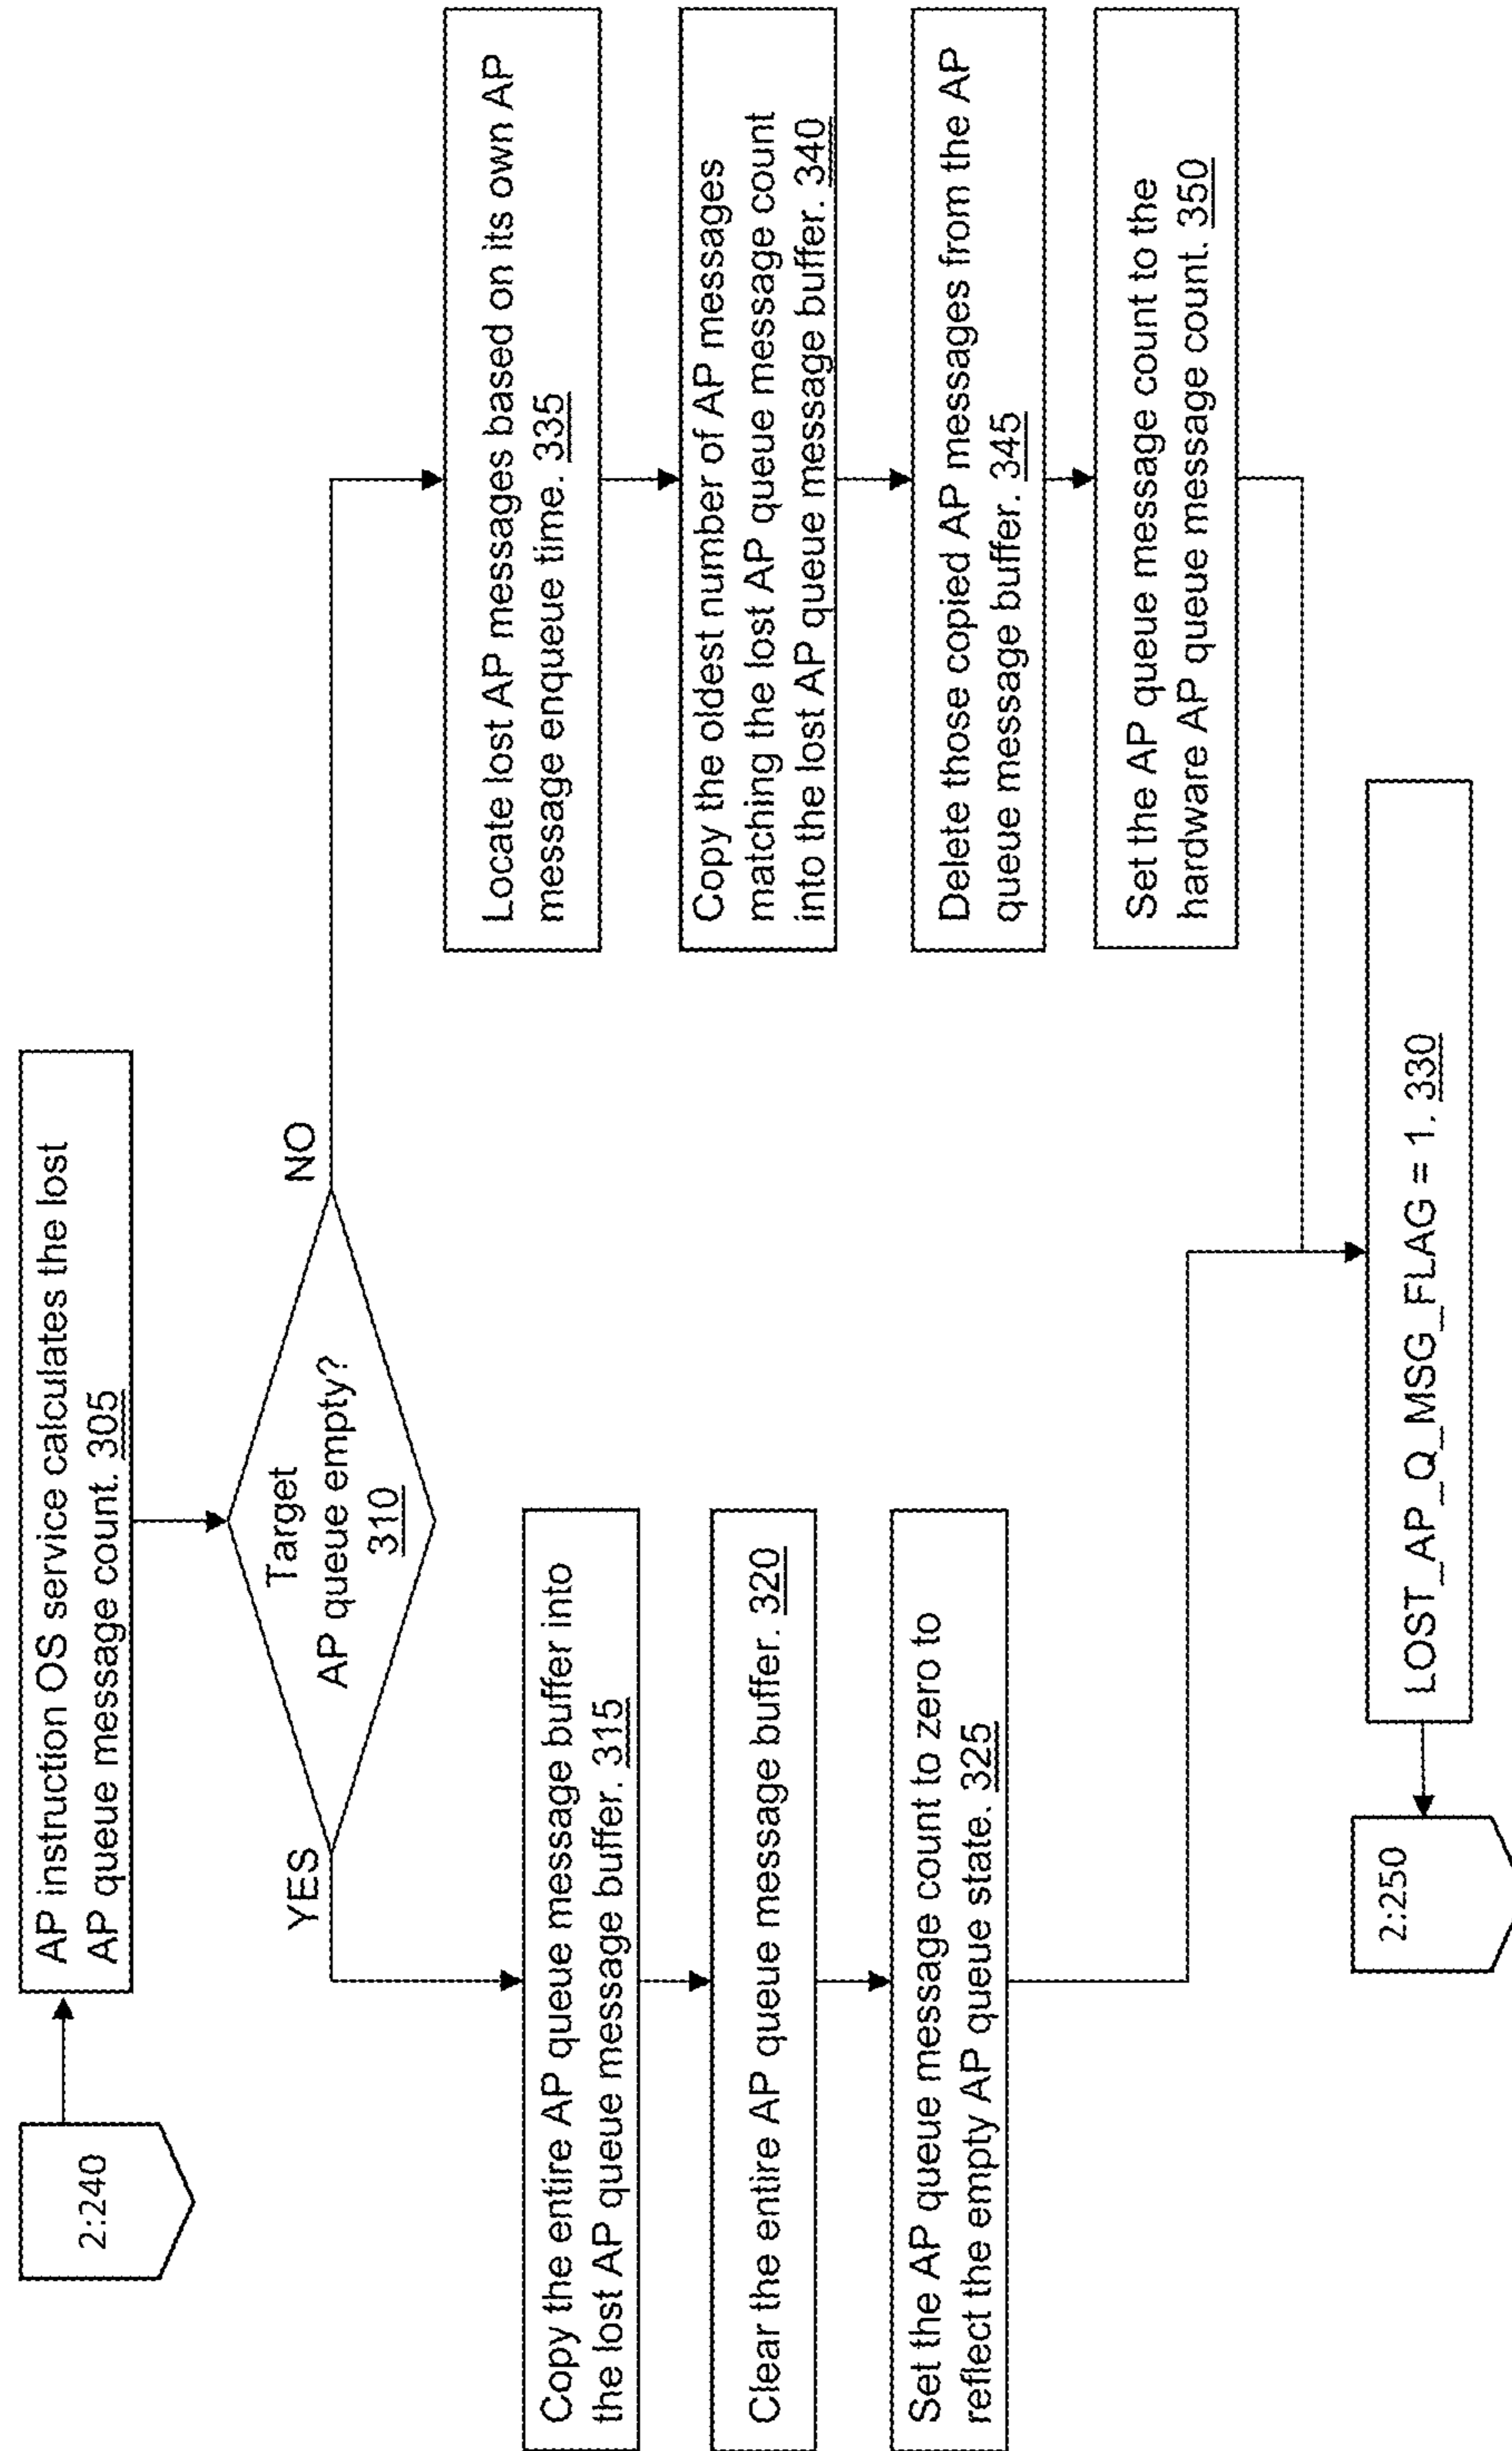 2:240
AP instruction OS service calculates the lost
AP queue message count. 305
Target
AP queue empty?
310
YES
NO
Copy the entire AP queue message buffer into
the lost AP queue message buffer. 315
Clear the entire AP queue message buffer. 320
Set the AP queue message count to zero to
reflect the empty AP queue state. 325
Locate lost AP messages based on its own AP
message enqueue time. 335
Copy the oldest number of AP messages
matching the lost AP queue message count
into the lost AP queue message buffer. 340
Delete those copied AP messages from the AP
queue message buffer. 345
Set the AP queue message count to the
hardware AP queue message count. 350
LOST_AP_Q_MSG_FLAG = 1. 330
2:250